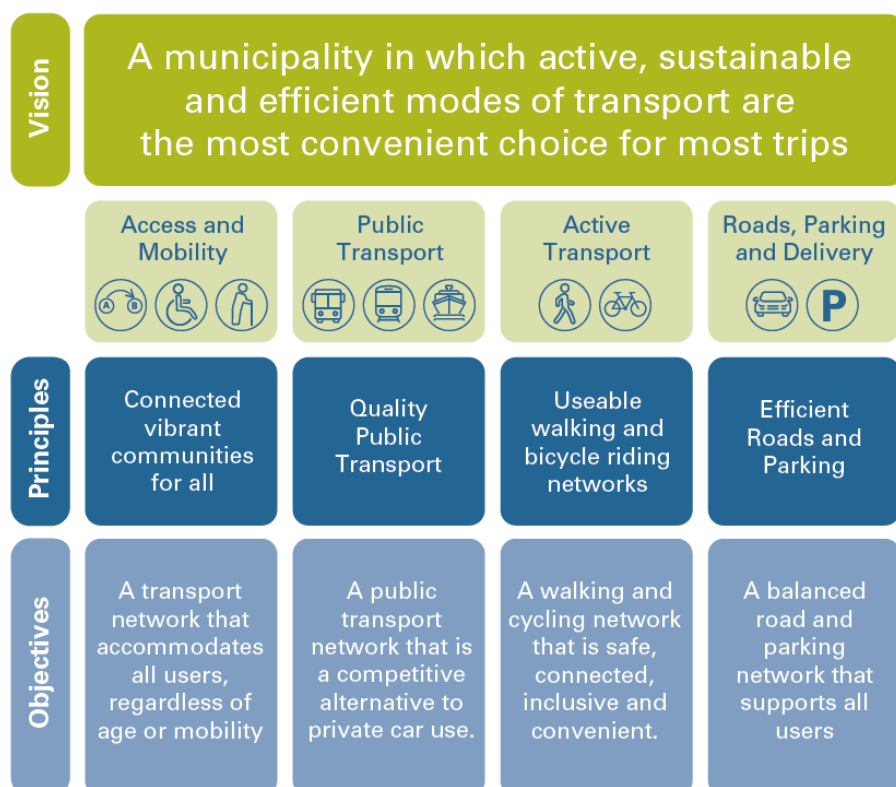 Vision
A municipality in which active, sustainable
and efficient modes of transport are
the most convenient choice for most trips
Access and
Mobility
A B
Public
Transport
Active
Transport
Roads, Parking
and Delivery
P
Principles
Connected
vibrant
communities
for all
Quality
Public
Transport
Useable
walking and
bicycle riding
networks
Efficient
Roads and
Parking
Objectives
A transport
network that
accommodates
all users,
regardless of
age or mobility
A public
transport
network that is
a competitive
alternative to
private car use.
A walking and
cycling network
that is safe,
connected,
inclusive and
convenient.
A balanced
road and
parking
network that
supports all
users